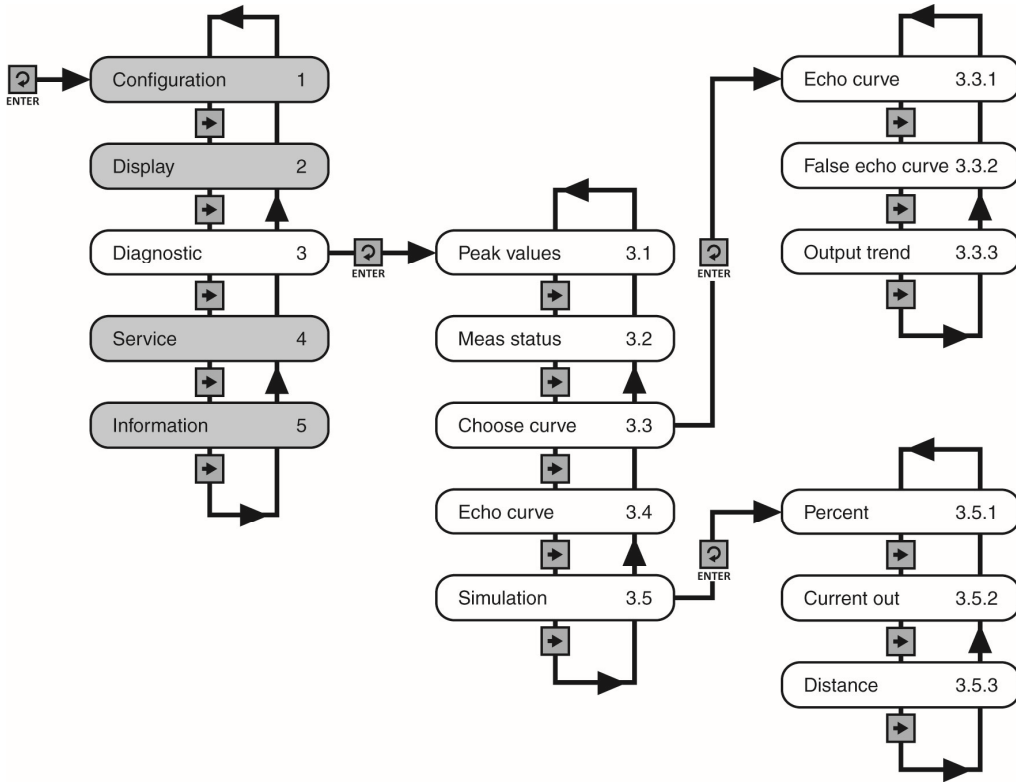 ENTER
Configuration 1
Display 2
Diagnostic 3
Service 4
Information 5
ENTER
Peak values 3.1
Meas status 3.2
Choose curve 3.3
Echo curve 3.4
Simulation 3.5
ENTER
Echo curve 3.3.1
False echo curve 3.3.2
Output trend 3.3.3
ENTER
Percent 3.5.1
Current out 3.5.2
Distance 3.5.3